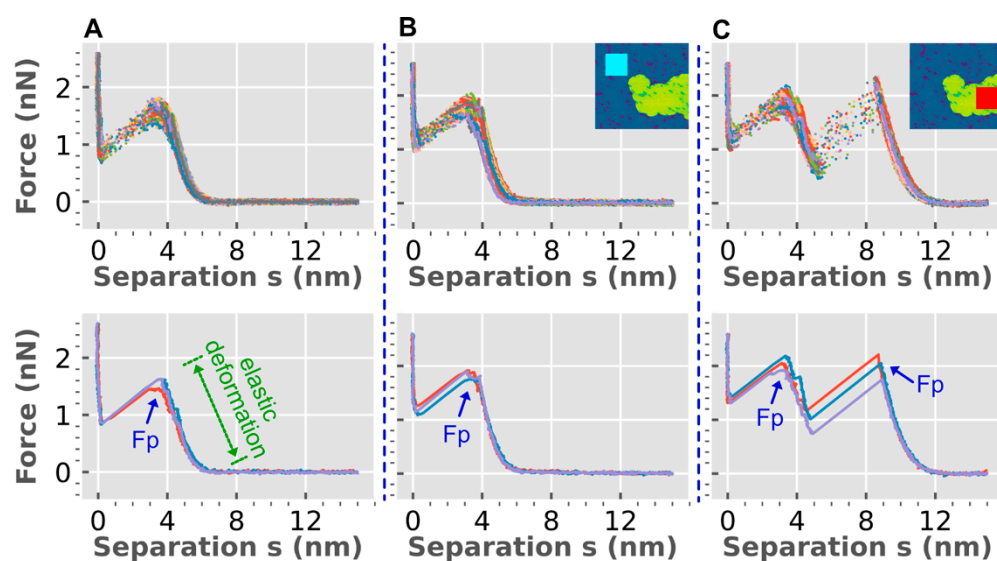 A
B
C
Force (nN)
2
1
0
0 4 8 12
Separation s (nm)
0 4 8 12
Separation s (nm)
0 4 8 12
Separation s (nm)
Force (nN)
2
1
0
elastic
deformation
Fp
Fp
Fp
Fp
0 4 8 12
Separation s (nm)
0 4 8 12
Separation s (nm)
0 4 8 12
Separation s (nm)